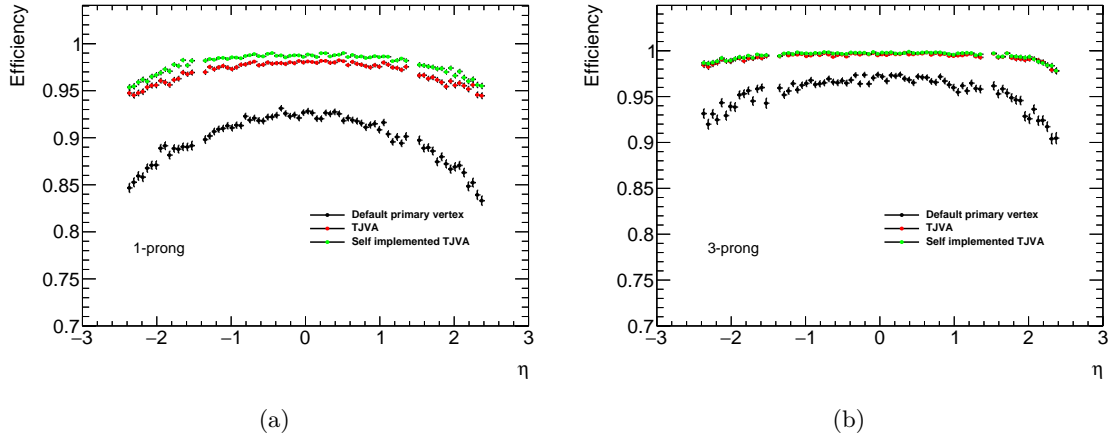 Efficiency
1
0.95
0.9
0.85
0.8
0.75
0.7
Default primary vertex
TJVA
Self implemented TJVA
1-prong
−3 −2 −1 0 1 2 3
η
(a)
Efficiency
1
0.95
0.9
0.85
0.8
0.75
0.7
Default primary vertex
TJVA
Self implemented TJVA
3-prong
−3 −2 −1 0 1 2 3
η
(b)